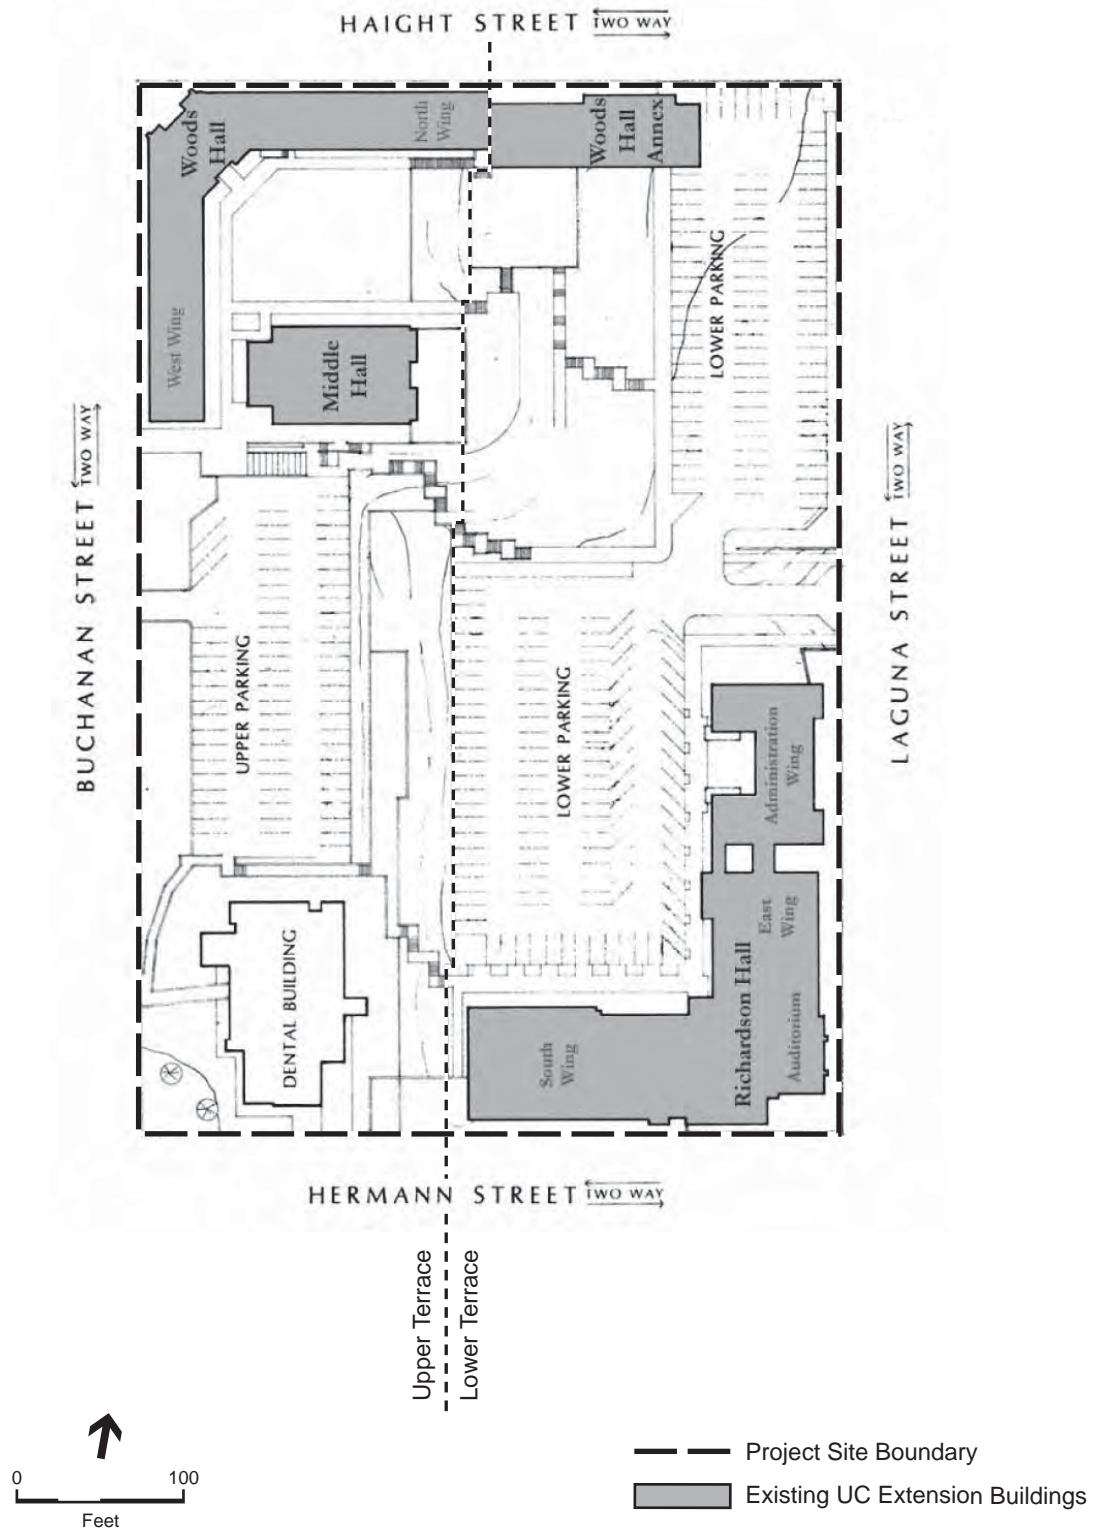 HAIGHT STREET TWO WAY
Woods
Hall
North
Wing
Woods
Hall
Annex
West Wing
Middle
Hall
LOWER PARKING
BUCHANAN STREET TWO WAY
LAGUNA STREET TWO WAY
UPPER PARKING
LOWER PARKING
Administration
Wing
East
Wing
Richardson Hall
Auditorium
South
Wing
DENTAL BUILDING
HERMANN STREET TWO WAY
Upper Terrace
Lower Terrace
0 100
Feet
Project Site Boundary
Existing UC Extension Buildings